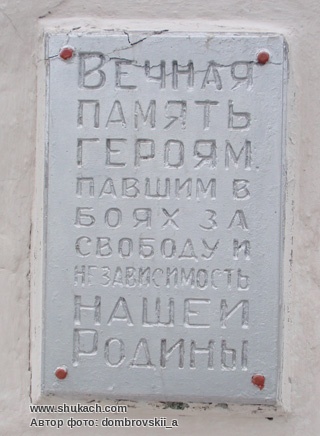 Вечная
ПАМЯТЬ
ГЕРОЯМ.
ПАВШИМ В
БОЯХ ЗА
СВОБОДУ И
НЕЗАВИСИМОСТЬ
НАШЕЙ
РОДИНЫ
www.shukach.com
Автор фото: dombrovskii_a